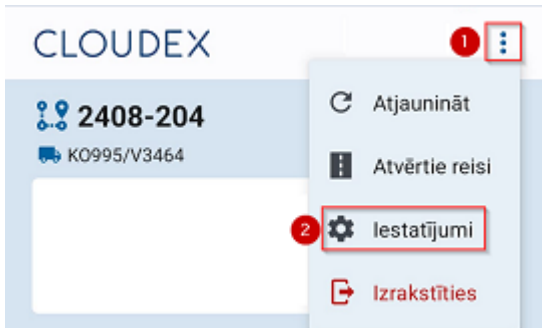 CLOUDEX
1
2408-204
KO995/V3464
Atjaunināt
Atvērtie reisi
2
Iestatījumi
Izrakstīties